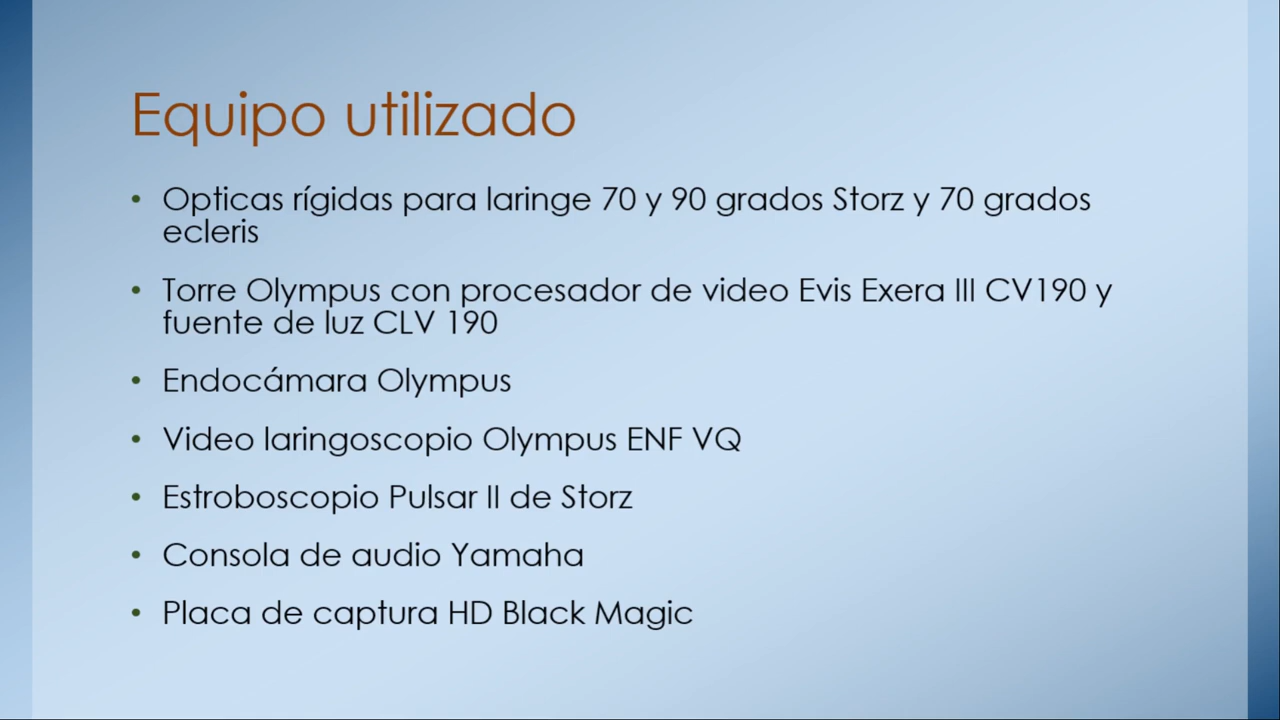 Equipo utilizado
• Opticas rígidas para laringe 70 y 90 grados Storz y 70 grados
ecleris
• Torre Olympus con procesador de video Evis Exera III CV190 y
fuente de luz CLV 190
• Endocámara Olympus
• Video laringoscopio Olympus ENF VQ
• Estroboscopio Pulsar II de Storz
• Consola de audio Yamaha
• Placa de captura HD Black Magic